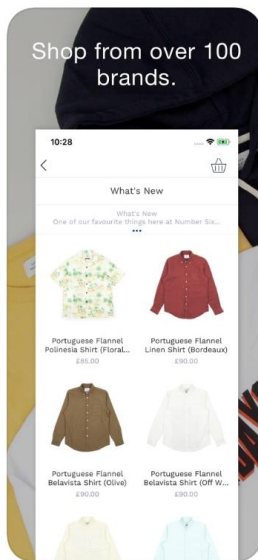 Shop from over 100
brands.
10:28
What's New
What's New
One of our favourite things here at Number Six...
Portuguese Flannel
Polinesia Shirt (Floral...
£85.00
Portuguese Flannel
Linen Shirt (Bordeaux)
£90.00
Portuguese Flannel
Belavista Shirt (Olive)
£90.00
Portuguese Flannel
Belavista Shirt (Off W...
£90.00